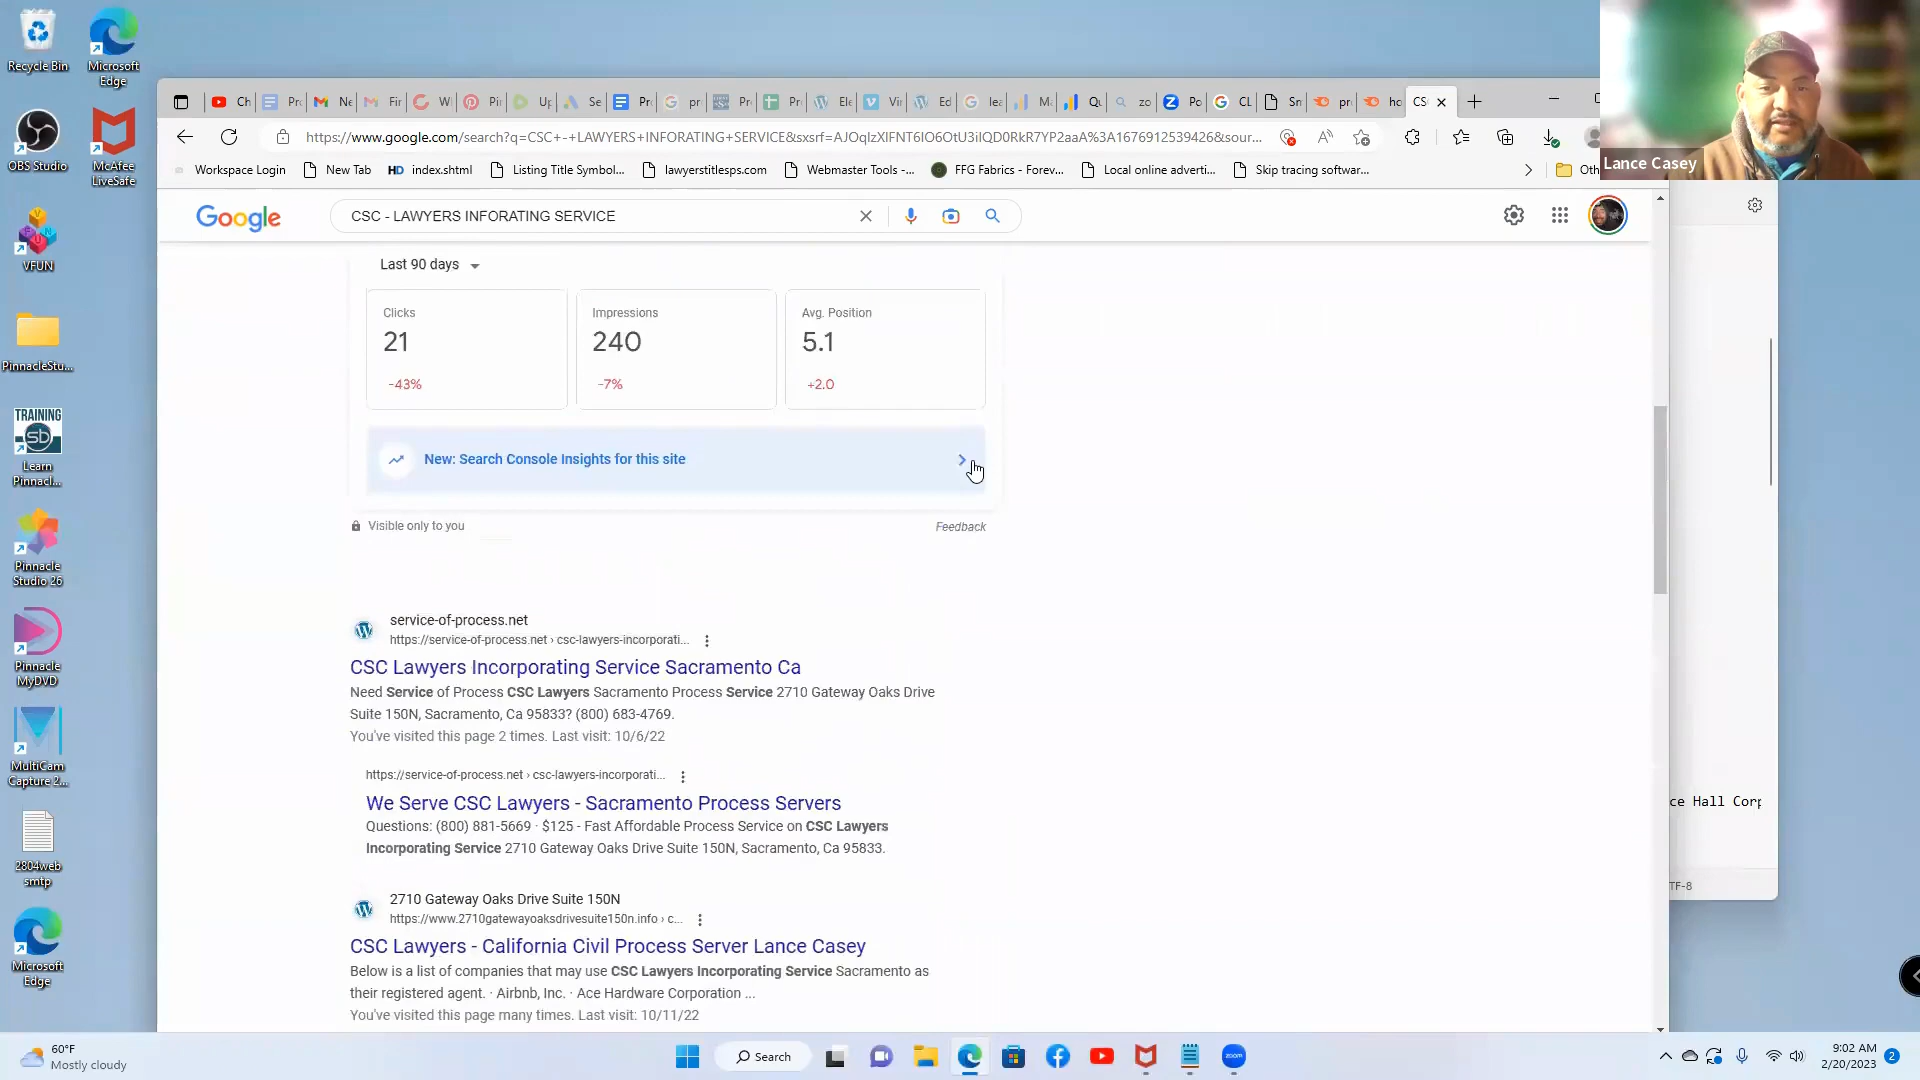 Recycle Bin
Microsoft
Edge
OBS Studio
McAfee
LiveSafe
VFUN
PinnacleStu...
TRAINING
sb
Learn
Pinnacl...
Pinnacle
Studio 26
Pinnacle
MyDVD
MultiCam
Capture 2...
2804web
smtp
Microsoft
Edge
Lance Casey
https://www.google.com/search?q=CSC+-+LAWYERS+INFORATING+SERVICE&sxsrf=AJOqlzXlFNT6IO6OtU3iIQD0RkR7YP2aaA%3A1676912539426&sour...
Workspace Login
New Tab
HD index.shtml
Listing Title Symbol...
lawyerstitlesps.com
Webmaster Tools -...
FFG Fabrics - Forev...
Local online adverti...
Skip tracing softwar...
Oth
Google
CSC - LAWYERS INFORATING SERVICE
Last 90 days
Clicks
21
-43%
Impressions
240
-7%
Avg. Position
5.1
+2.0
New: Search Console Insights for this site
Visible only to you
Feedback
service-of-process.net
https://service-of-process.net › csc-lawyers-incorporati...
CSC Lawyers Incorporating Service Sacramento Ca
Need Service of Process CSC Lawyers Sacramento Process Service 2710 Gateway Oaks Drive
Suite 150N, Sacramento, Ca 95833? (800) 683-4769.
You've visited this page 2 times. Last visit: 10/6/22
https://service-of-process.net › csc-lawyers-incorporati...
We Serve CSC Lawyers - Sacramento Process Servers
Questions: (800) 881-5669 · $125 - Fast Affordable Process Service on CSC Lawyers
Incorporating Service 2710 Gateway Oaks Drive Suite 150N, Sacramento, Ca 95833.
2710 Gateway Oaks Drive Suite 150N
https://www.2710gatewayoaksdrivesuite150n.info › c...
CSC Lawyers - California Civil Process Server Lance Casey
Below is a list of companies that may use CSC Lawyers Incorporating Service Sacramento as
their registered agent. · Airbnb, Inc. · Ace Hardware Corporation ...
You've visited this page many times. Last visit: 10/11/22
ce Hall Corp
TF-8
60°F
Mostly cloudy
Search
zoom
9:02 AM
2/20/2023
2